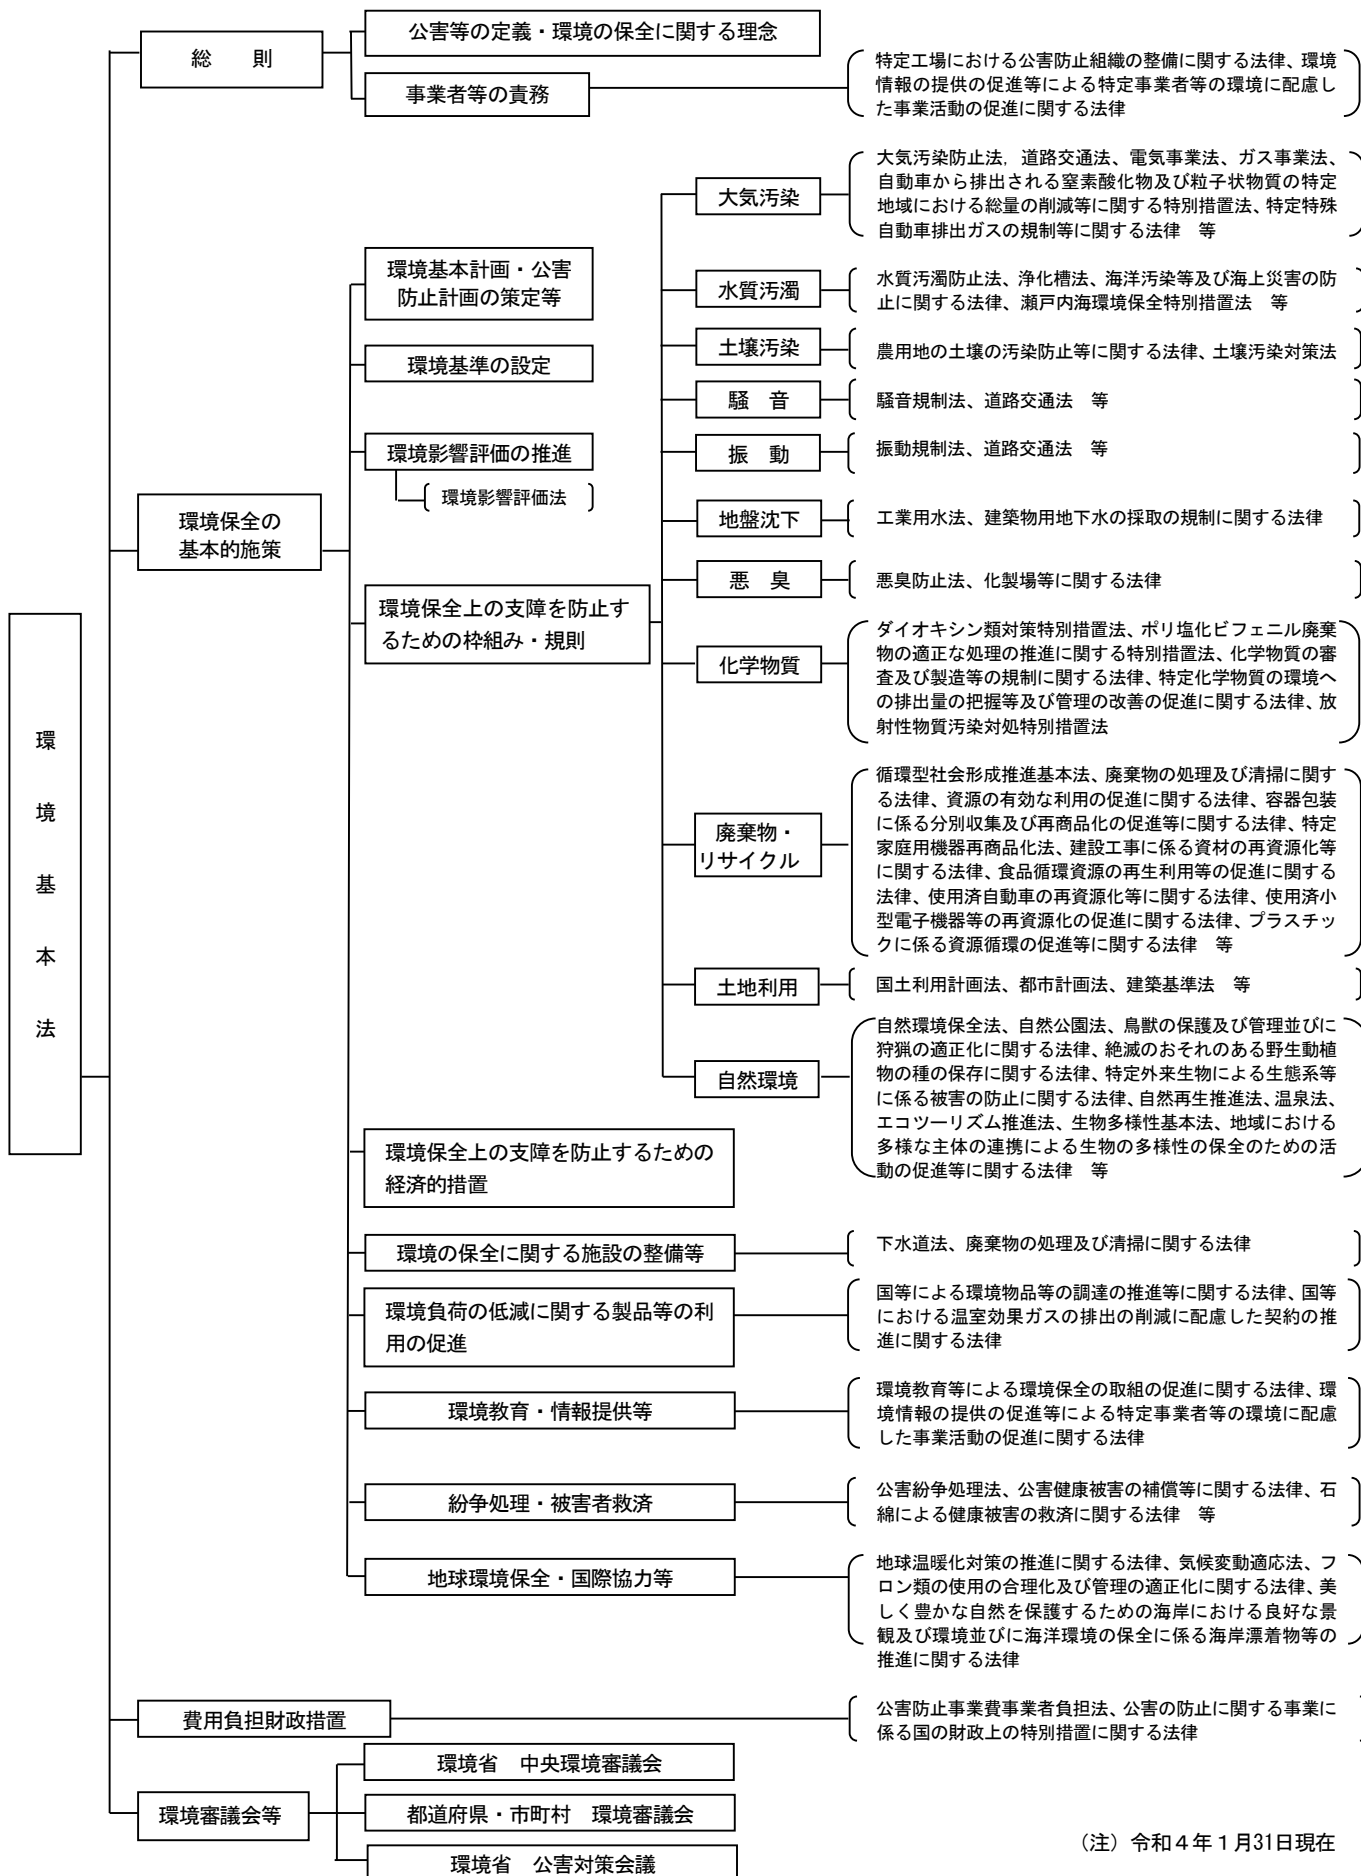 環境基本法
総　則
公害等の定義・環境の保全に関する理念
事業者等の責務
特定工場における公害防止組織の整備に関する法律、環境
情報の提供の促進等による特定事業者等の環境に配慮し
た事業活動の促進に関する法律
環境保全の
基本的施策
環境基本計画・公害
防止計画の策定等
環境基準の設定
環境影響評価の推進
環境影響評価法
環境保全上の支障を防止す
るための枠組み・規則
大気汚染
大気汚染防止法，道路交通法、電気事業法、ガス事業法、
自動車から排出される窒素酸化物及び粒子状物質の特定
地域における総量の削減等に関する特別措置法、特定特殊
自動車排出ガスの規制等に関する法律　等
水質汚濁
水質汚濁防止法、浄化槽法、海洋汚染等及び海上災害の防
止に関する法律、瀬戸内海環境保全特別措置法　等
土壌汚染
農用地の土壌の汚染防止等に関する法律、土壌汚染対策法
騒　音
騒音規制法、道路交通法　等
振　動
振動規制法、道路交通法　等
地盤沈下
工業用水法、建築物用地下水の採取の規制に関する法律
悪　臭
悪臭防止法、化製場等に関する法律
化学物質
ダイオキシン類対策特別措置法、ポリ塩化ビフェニル廃棄
物の適正な処理の推進に関する特別措置法、化学物質の審
査及び製造等の規制に関する法律、特定化学物質の環境へ
の排出量の把握等及び管理の改善の促進に関する法律、放
射性物質汚染対処特別措置法
廃棄物・
リサイクル
循環型社会形成推進基本法、廃棄物の処理及び清掃に関す
る法律、資源の有効な利用の促進に関する法律、容器包装
に係る分別収集及び再商品化の促進等に関する法律、特定
家庭用機器再商品化法、建設工事に係る資材の再資源化等
に関する法律、食品循環資源の再生利用等の促進に関する
法律、使用済自動車の再資源化等に関する法律、使用済小
型電子機器等の再資源化の促進に関する法律、プラスチッ
クに係る資源循環の促進等に関する法律　等
土地利用
国土利用計画法、都市計画法、建築基準法　等
自然環境
自然環境保全法、自然公園法、鳥獣の保護及び管理並びに
狩猟の適正化に関する法律、絶滅のおそれのある野生動植
物の種の保存に関する法律、特定外来生物による生態系等
に係る被害の防止に関する法律、自然再生推進法、温泉法、
エコツーリズム推進法、生物多様性基本法、地域における
多様な主体の連携による生物の多様性の保全のための活
動の促進等に関する法律　等
環境保全上の支障を防止するための
経済的措置
環境の保全に関する施設の整備等
下水道法、廃棄物の処理及び清掃に関する法律
環境負荷の低減に関する製品等の利
用の促進
国等による環境物品等の調達の推進等に関する法律、国等
における温室効果ガスの排出の削減に配慮した契約の推
進に関する法律
環境教育・情報提供等
環境教育等による環境保全の取組の促進に関する法律、環
境情報の提供の促進等による特定事業者等の環境に配慮
した事業活動の促進に関する法律
紛争処理・被害者救済
公害紛争処理法、公害健康被害の補償等に関する法律、石
綿による健康被害の救済に関する法律　等
地球環境保全・国際協力等
地球温暖化対策の推進に関する法律、気候変動適応法、フ
ロン類の使用の合理化及び管理の適正化に関する法律、美
しく豊かな自然を保護するための海岸における良好な景
観及び環境並びに海洋環境の保全に係る海岸漂着物等の
推進に関する法律
費用負担財政措置
公害防止事業費事業者負担法、公害の防止に関する事業に
係る国の財政上の特別措置に関する法律
環境審議会等
環境省　中央環境審議会
都道府県・市町村　環境審議会
環境省　公害対策会議
（注）令和４年１月31日現在